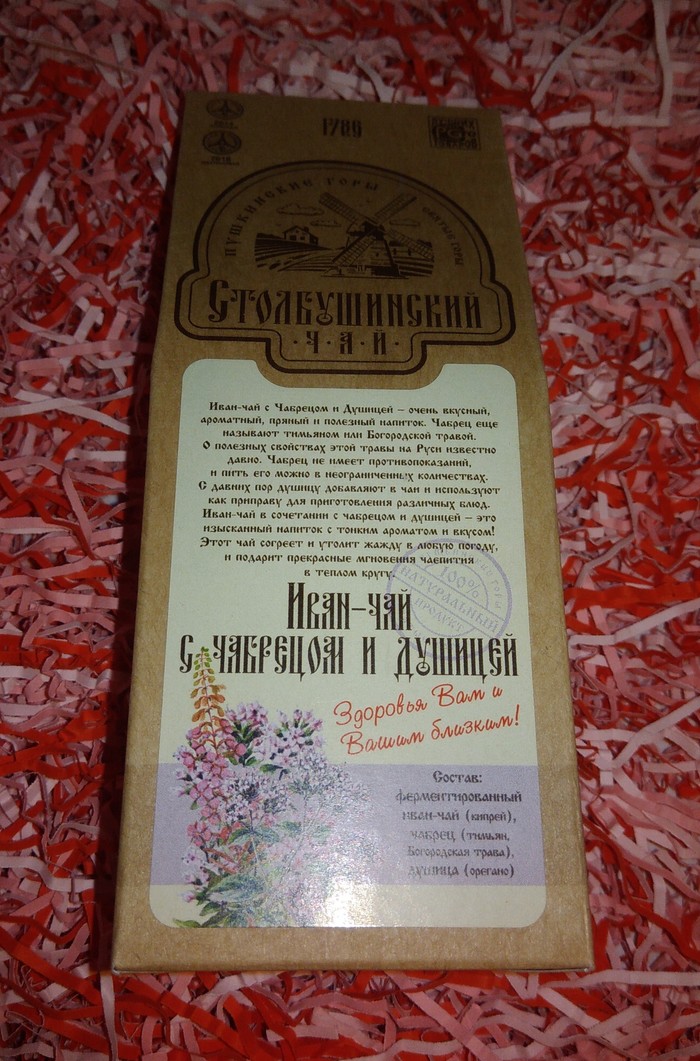 1786
ПУШКИНСКИЕ ГОРЫ
СВЯТЫЕ ГОРЫ
СТОЛБУШИНСКИЙ
·Ч·А·Й·
Иван-чай с Чабрецом и Душицей – очень вкусный,
ароматный, пряный и полезный напиток. Чабрец еще
называют тимьяном или Богородской травой.
О полезных свойствах этой травы на Руси известно
давно. Чабрец не имеет противопоказаний,
и пить его можно в неограниченных количествах.
С давних пор душицу добавляют в чаи и используют
как приправу для приготовления различных блюд.
Иван-чай в сочетании с чабрецом и душицей – это
изысканный напиток с тонким ароматом и вкусом!
Этот чай согреет и утолит жажду в любую погоду,
и подарит прекрасные мгновения чаепития
в теплом кругу.
100%
НАТУРАЛЬНЫЙ
ПРОДУКТ
Иван-чай
с чабрецом и душицей
Здоровья Вам и
Вашим близким!
Состав:
ферментированный
иван-чай (кипрей),
чабрец (тимьян,
Богородская трава),
душица (орегано)